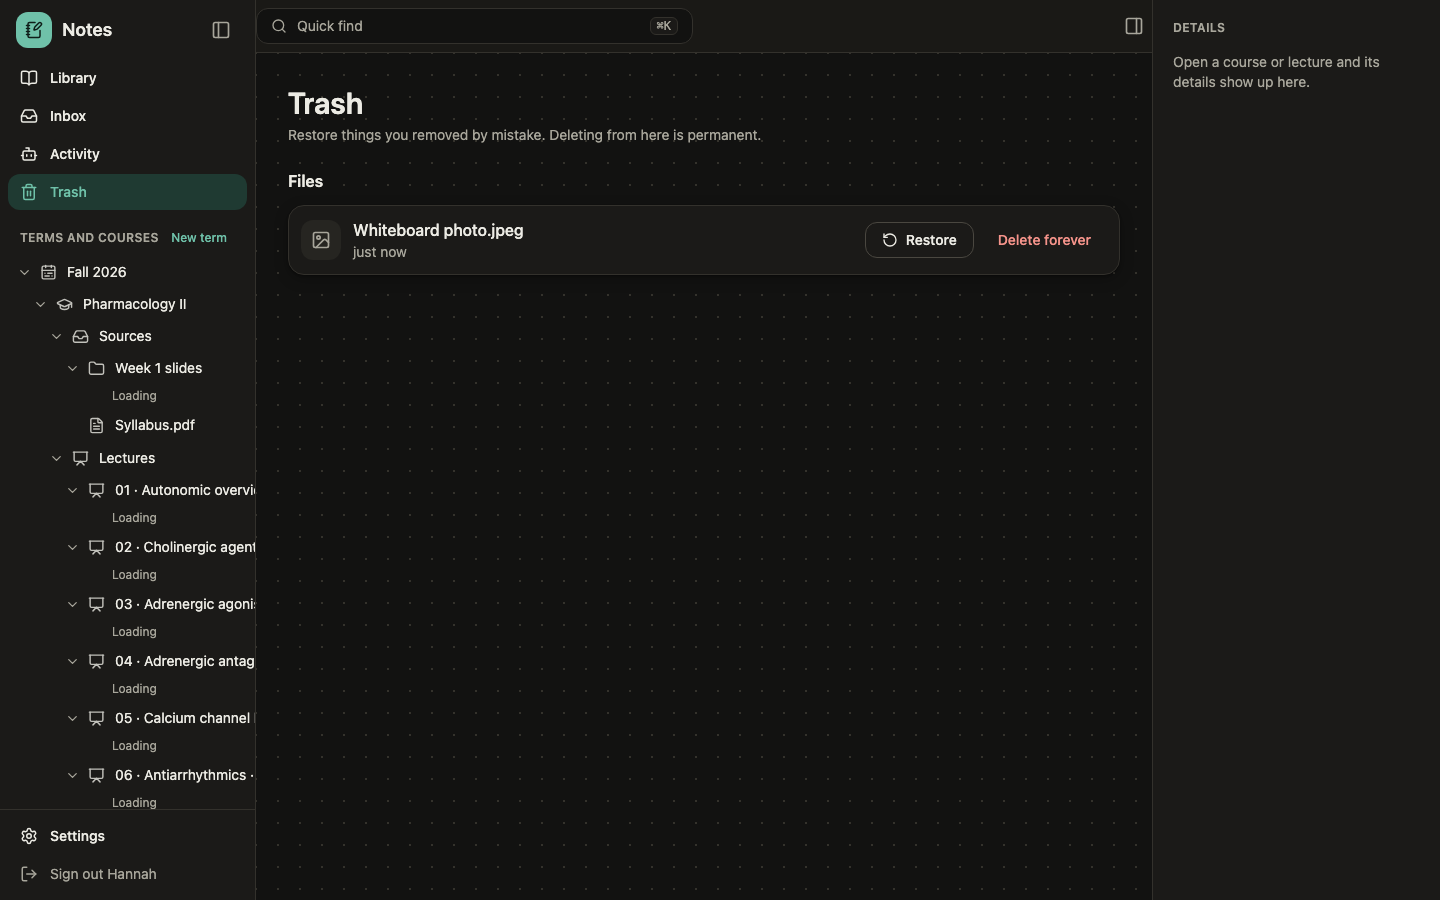 Notes
Library
Inbox
Activity
Trash
TERMS AND COURSES New term
Fall 2026
Pharmacology II
Sources
Week 1 slides
Loading
Syllabus.pdf
Lectures
01 · Autonomic
Loading
02 · Cholinergic
Loading
03 · Adrenergic
Loading
04 · Adrenergic
Loading
05 · Calcium channel
Loading
06 · Antiarrhythmics ·
Loading
Settings
Sign out Hannah
Quick find ⌘K
Trash
Restore things you removed by mistake. Deleting from here is permanent.
Files
Whiteboard photo.jpeg
just now
Restore Delete forever
DETAILS
Open a course or lecture and its
details show up here.